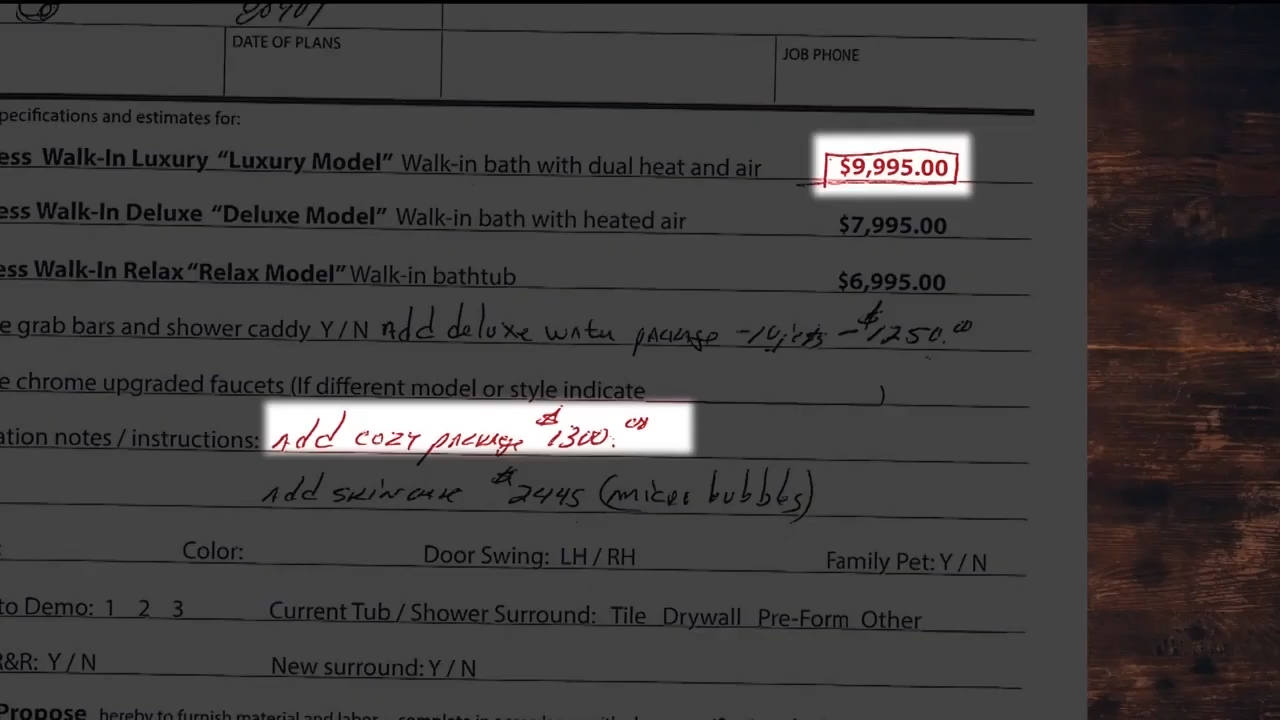 DATE OF PLANS
JOB PHONE
pecifications and estimates for:
ess Walk-In Luxury “Luxury Model” Walk-in bath with dual heat and air $9,995.00
ess Walk-In Deluxe “Deluxe Model” Walk-in bath with heated air $7,995.00
ess Walk-In Relax “Relax Model” Walk-in bathtub $6,995.00
e grab bars and shower caddy Y / N Add deluxe water package -10 jets - $1250.00
e chrome upgraded faucets (If different model or style indicate )
ation notes / instructions: Add cozy package $1300.00
Add skincare $2445 (micro bubbles)
: Color: Door Swing: LH / RH Family Pet: Y / N
to Demo: 1 2 3 Current Tub / Shower Surround: Tile Drywall Pre-Form Other
R&R: Y / N New surround: Y / N
Propose hereby to furnish material and labor